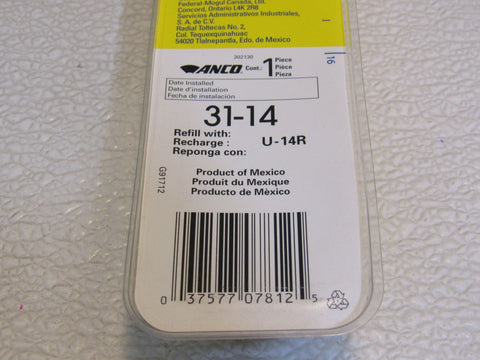 Federal-Mogul Canada, Ltd.
Concord, Ontario L4K 2R8
Servicios Administrativos Industriales,
S. A. de C.V.
Radial Toltecas No. 2,
Col. Tequexquinahuac
54020 Tlalnepantla, Edo. de Mexico
16
302130
ANCO Cont.: 1 Piece
Pièce
Pieza
Date Installed
Date d'installation
Fecha de instalación
31-14
Refill with:
Recharge : U-14R
Reponga con:
G91712
Product of Mexico
Produit du Mexique
Producto de Mèxico
0 37577 07812 5